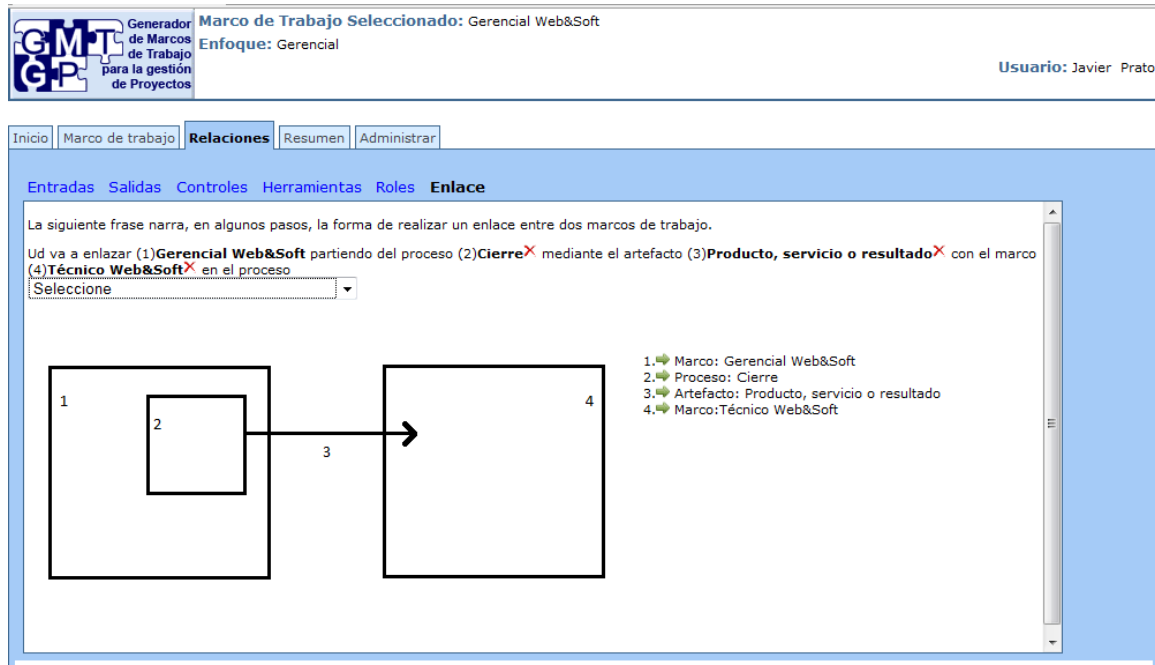 GMT
GP
Generador
de Marcos
de Trabajo
para la gestión
de Proyectos
Marco de Trabajo Seleccionado: Gerencial Web&Soft
Enfoque: Gerencial
Usuario: Javier Prato
Inicio Marco de trabajo Relaciones Resumen Administrar
Entradas Salidas Controles Herramientas Roles Enlace
La siguiente frase narra, en algunos pasos, la forma de realizar un enlace entre dos marcos de trabajo.
Ud va a enlazar (1)Gerencial Web&Soft partiendo del proceso (2)Cierre mediante el artefacto (3)Producto, servicio o resultado con el marco
(4)Técnico Web&Soft en el proceso
Seleccione
1
2
3
4
1. Marco: Gerencial Web&Soft
2. Proceso: Cierre
3. Artefacto: Producto, servicio o resultado
4. Marco:Técnico Web&Soft